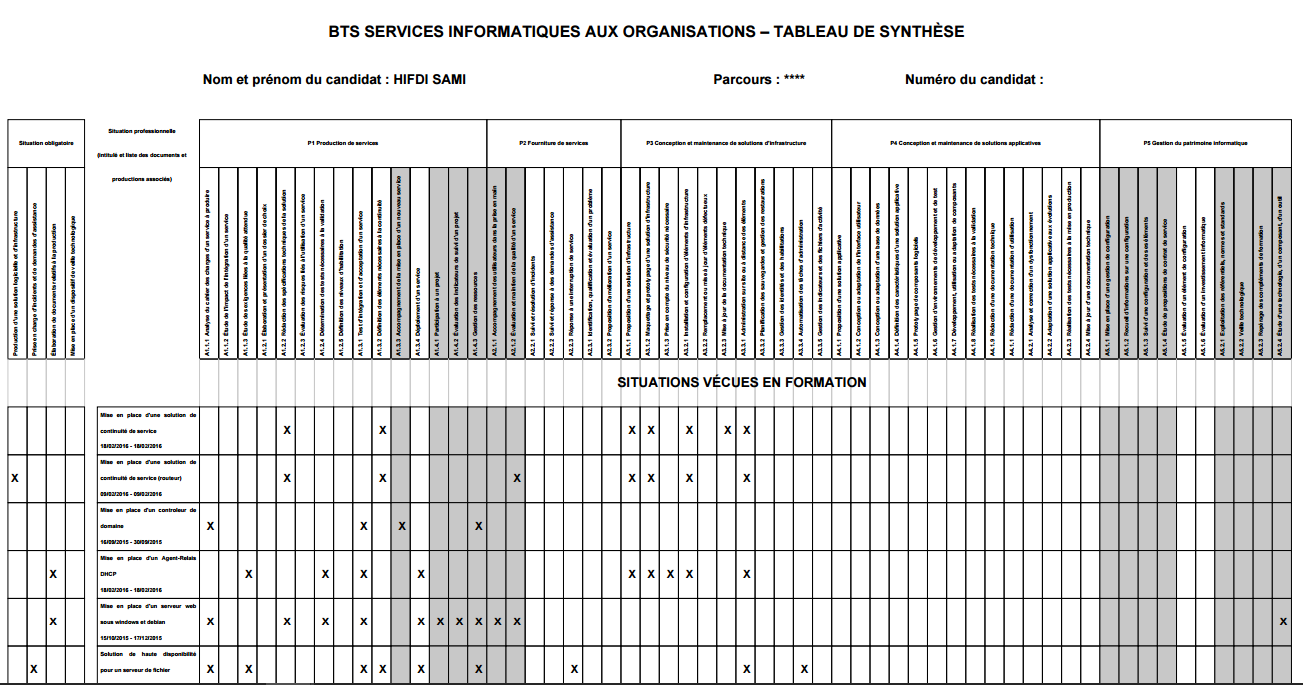 BTS SERVICES INFORMATIQUES AUX ORGANISATIONS – TABLEAU DE SYNTHÈSE
Nom et prénom du candidat : HIFDI SAMI Parcours : **** Numéro du candidat :
Situation obligatoire
Situation professionnelle
(intitulé et liste des documents et
productions associés)
P1 Production de services
P2 Fourniture de services
P3 Conception et maintenance de solutions d'infrastructure
P4 Conception et maintenance de solutions applicatives
P5 Gestion du patrimoine informatique
Production d'une solution logicielle et d'infrastructure
Prise en charge d'incidents et de demandes d'assistance
Élaboration de documents relatifs à la production
Mise en place d'un dispositif de veille technologique
A1.1.1 Analyse du cahier des charges d'un service à produire
A1.1.2 Étude de l'impact de l'intégration d'un service
A1.1.3 Étude des exigences liées à la qualité attendue
A1.2.1 Élaboration et présentation d'un dossier de choix
A1.2.2 Rédaction des spécifications techniques de la solution
A1.2.3 Évaluation des risques liés à l'utilisation d'un service
A1.2.4 Détermination des tests nécessaires à la validation
A1.2.5 Définition des niveaux d'habilitation
A1.3.1 Test d'intégration et d'acceptation d'un service
A1.3.2 Définition des éléments nécessaires à la continuité
A1.3.3 Accompagnement de la mise en place d'un nouveau service
A1.3.4 Déploiement d'un service
A1.4.1 Participation à un projet
A1.4.2 Évaluation des indicateurs de suivi d'un projet
A1.4.3 Gestion des ressources
A2.1.1 Accompagnement des utilisateurs dans la prise en main
A2.1.2 Évaluation et maintien de la qualité d'un service
A2.2.1 Suivi et résolution d'incidents
A2.2.2 Suivi et réponse à des demandes d'assistance
A2.2.3 Réponse à une interruption de service
A2.3.1 Identification, qualification et évaluation d'un problème
A2.3.2 Proposition d'amélioration d'un service
A3.1.1 Proposition d'une solution d'infrastructure
A3.1.2 Maquettage et prototypage d'une solution d'infrastructure
A3.1.3 Prise en compte du niveau de sécurité nécessaire
A3.2.1 Installation et configuration d'éléments d'infrastructure
A3.2.2 Remplacement ou mise à jour d'éléments défectueux
A3.2.3 Mise à jour de la documentation technique
A3.3.1 Administration sur site ou à distance des éléments
A3.3.2 Planification des sauvegardes et gestion des restaurations
A3.3.3 Gestion des identités et des habilitations
A3.3.4 Automatisation des tâches d'administration
A3.3.5 Gestion des indicateurs et des fichiers d'activité
A4.1.1 Proposition d'une solution applicative
A4.1.2 Conception ou adaptation de l'interface utilisateur
A4.1.3 Conception ou adaptation d'une base de données
A4.1.4 Définition des caractéristiques d'une solution applicative
A4.1.5 Prototypage de composants logiciels
A4.1.6 Gestion d'environnements de développement et de test
A4.1.7 Développement, utilisation ou adaptation de composants
A4.1.8 Réalisation des tests nécessaires à la validation
A4.1.9 Rédaction d'une documentation technique
A4.1.10 Rédaction d'une documentation d'utilisation
A4.2.1 Analyse et correction d'un dysfonctionnement
A4.2.2 Adaptation d'une solution applicative aux évolutions
A4.2.3 Réalisation des tests nécessaires à la mise en production
A4.2.4 Mise à jour d'une documentation technique
A5.1.1 Mise en place d'une gestion de configuration
A5.1.2 Recueil d'informations sur une configuration
A5.1.3 Suivi d'une configuration et de ses éléments
A5.1.4 Étude de propositions de contrat de service
A5.1.5 Évaluation d'un élément de configuration
A5.1.6 Évaluation d'un investissement informatique
A5.2.1 Exploitation des référentiels, normes et standards
A5.2.2 Veille technologique
A5.2.3 Repérage des compléments de formation
A5.2.4 Étude d'une technologie, d'un composant, d'un outil
SITUATIONS VÉCUES EN FORMATION
Mise en place d'une solution de
continuité de service X X X X X X X
18/02/2016 - 18/02/2016
Mise en place d'une solution de
X continuité de service (routeur) X X X X X X X
09/02/2016 - 09/02/2016
Mise en place d'un controleur de
domaine X X X X
16/09/2015 - 30/09/2015
Mise en place d'un Agent-Relais
X DHCP X X X X X X X X X
18/02/2016 - 18/02/2016
Mise en place d'un serveur web
X sous windows et debian X X X X X X X X X X X
15/10/2015 - 17/12/2015
Solution de haute disponibilité
X pour un serveur de fichier X X X X X X X X X